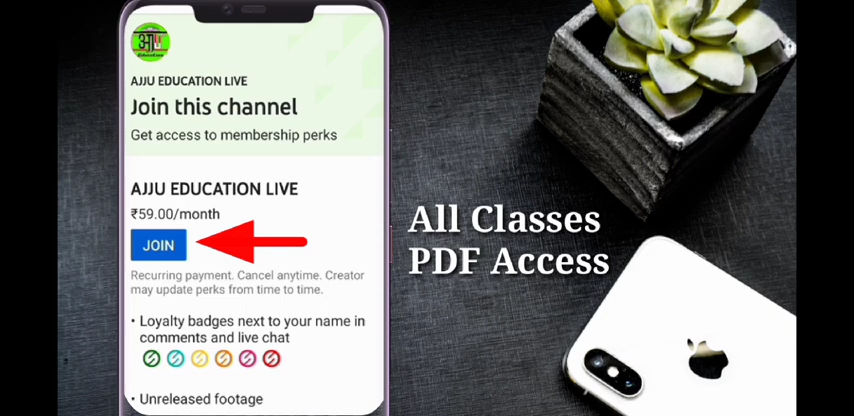 AJJU EDUCATION LIVE
Join this channel
Get access to membership perks
AJJU EDUCATION LIVE
₹59.00/month
JOIN
Recurring payment. Cancel anytime. Creator
may update perks from time to time.
• Loyalty badges next to your name in
comments and live chat
• Unreleased footage
All Classes
PDF Access